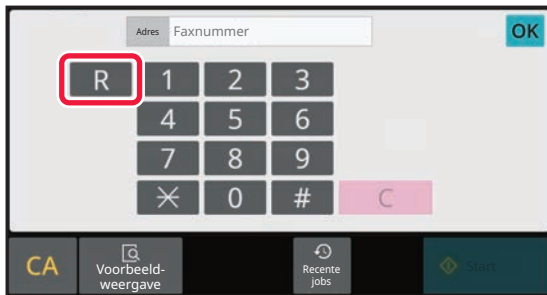 Adres Faxnummer OK
R 1 2 3
4 5 6
7 8 9
* 0 # C
CA Voorbeeld-
weergave
Recente
jobs
Start